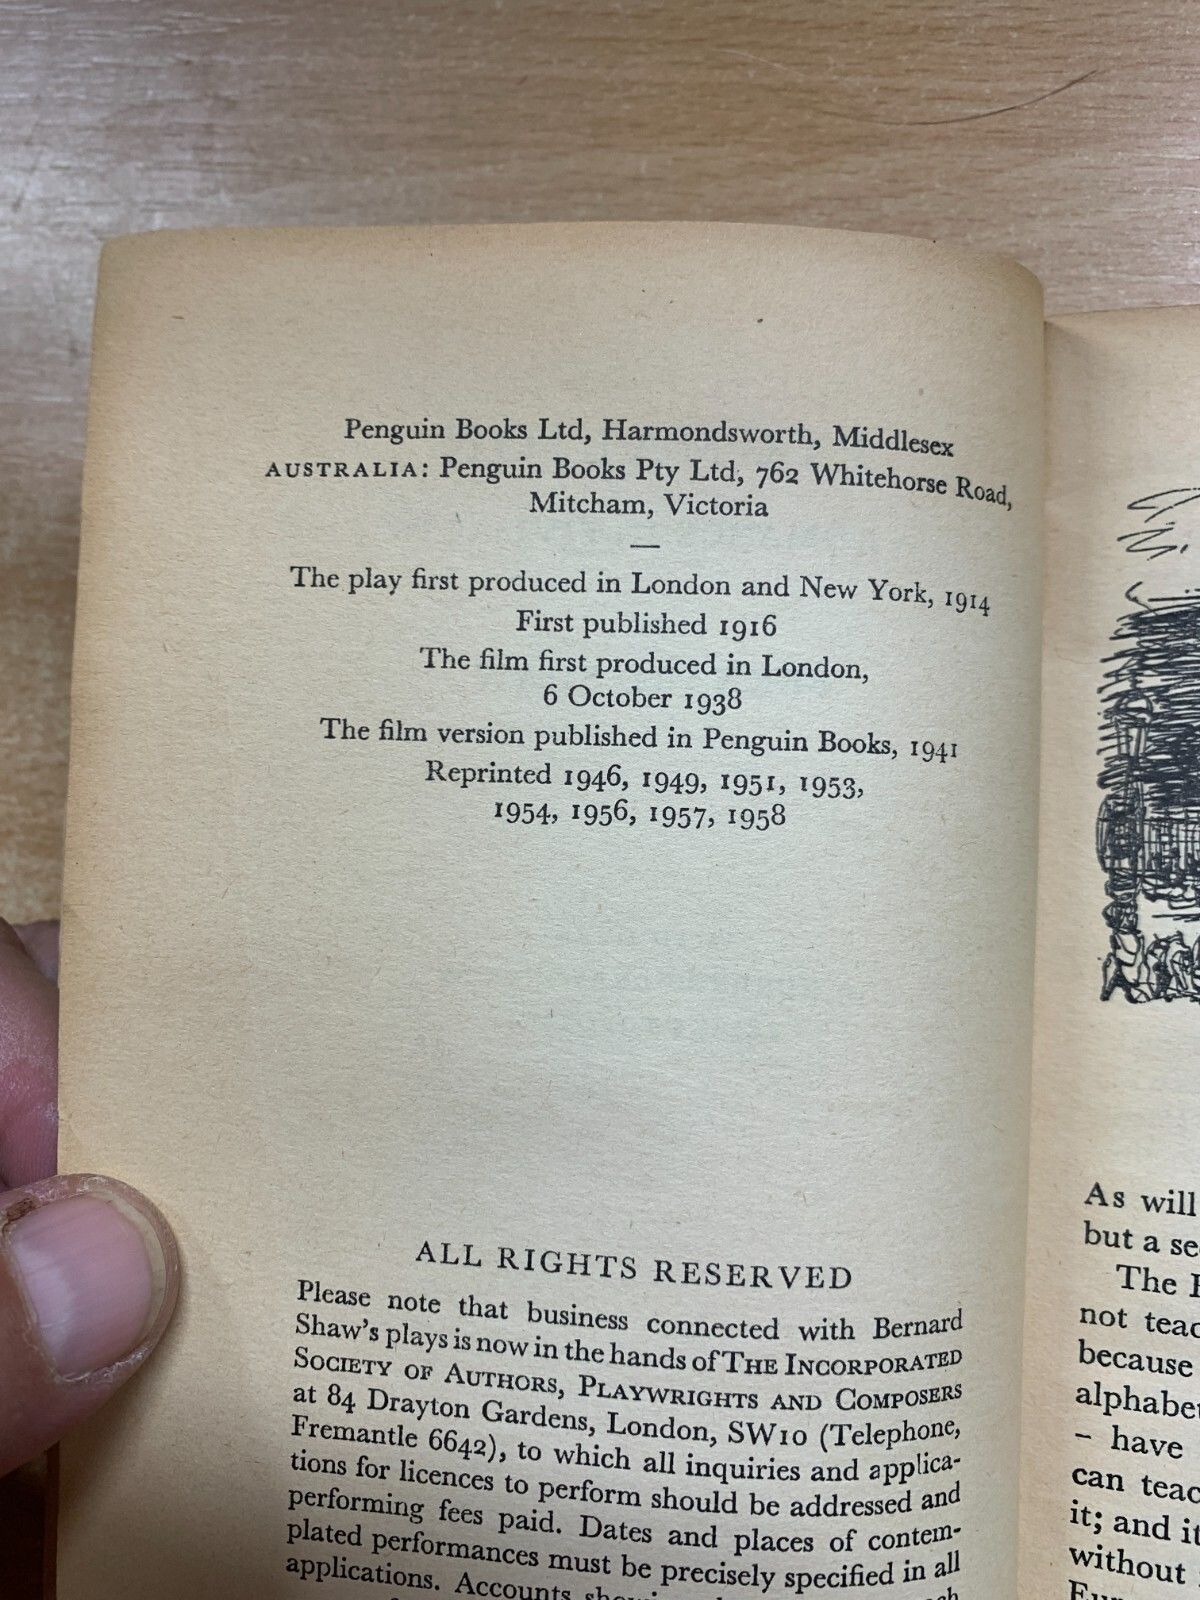 Penguin Books Ltd, Harmondsworth, Middlesex
AUSTRALIA: Penguin Books Pty Ltd, 762 Whitehorse Road,
Mitcham, Victoria
—
The play first produced in London and New York, 1914
First published 1916
The film first produced in London,
6 October 1938
The film version published in Penguin Books, 1941
Reprinted 1946, 1949, 1951, 1953,
1954, 1956, 1957, 1958
ALL RIGHTS RESERVED
Please note that business connected with Bernard
Shaw's plays is now in the hands of THE INCORPORATED
SOCIETY OF AUTHORS, PLAYWRIGHTS AND COMPOSERS
at 84 Drayton Gardens, London, SW10 (Telephone,
Fremantle 6642), to which all inquiries and applica-
tions for licences to perform should be addressed and
performing fees paid. Dates and places of contem-
plated performances must be precisely specified in all
applications. Accounts
As will
but a se
The
not teac
because
alphabet
– have
can teac
it; and it
without